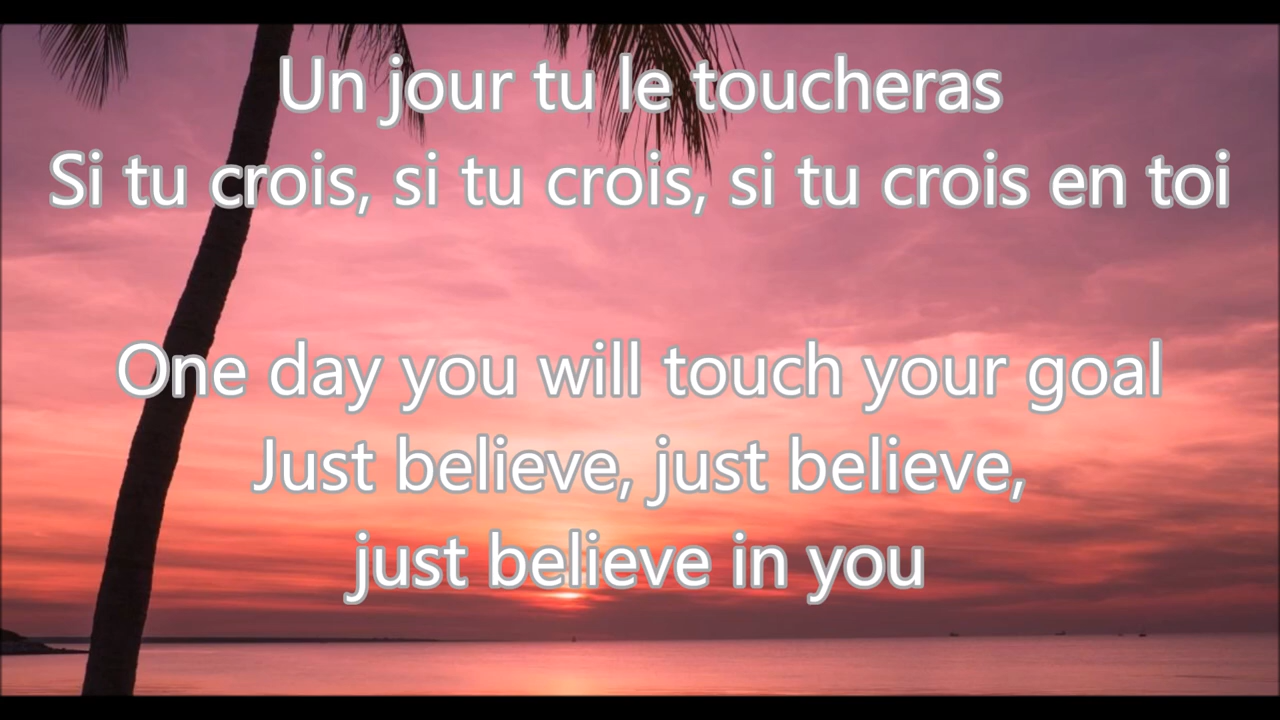 Un jour tu le toucheras
Si tu crois, si tu crois, si tu crois en toi
One day you will touch your goal
Just believe, just believe,
just believe in you